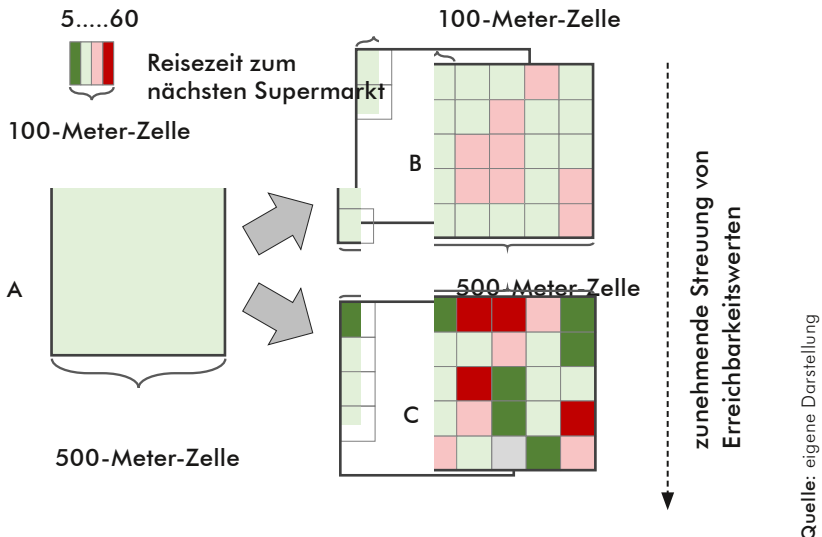 5.....60
Reisezeit zum
nächsten Supermarkt
100-Meter-Zelle
A
500-Meter-Zelle
100-Meter-Zelle
B
500-Meter-Zelle
C
zunehmende Streuung von
Erreichbarkeitswerten
Quelle: eigene Darstellung